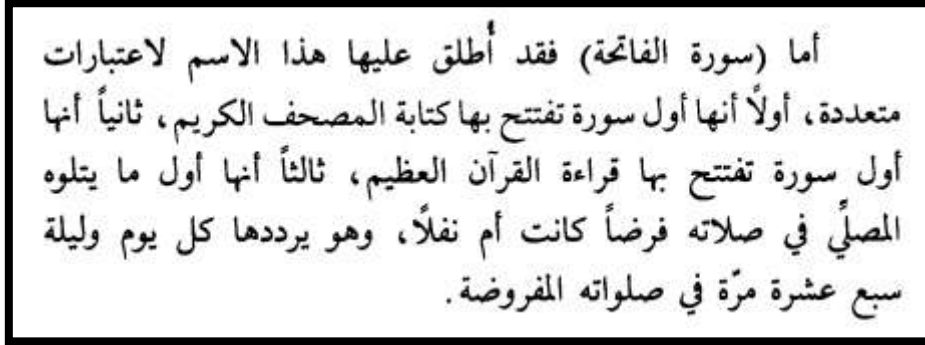 أما (سورة الفاتحة) فقد أُطلق عليها هذا الاسم لاعتبارات
متعددة، أولًا أنها أول سورة تفتتح بها كتابة المصحف الكريم، ثانياً أنها
أول سورة تفتتح بها قراءة القرآن العظيم، ثالثاً أنها أول ما يتلوه
المصلِّي في صلاته فرضاً كانت أم نفلًا، وهو يرددها كل يوم وليلة
سبع عشرة مرّة في صلواته المفروضة.